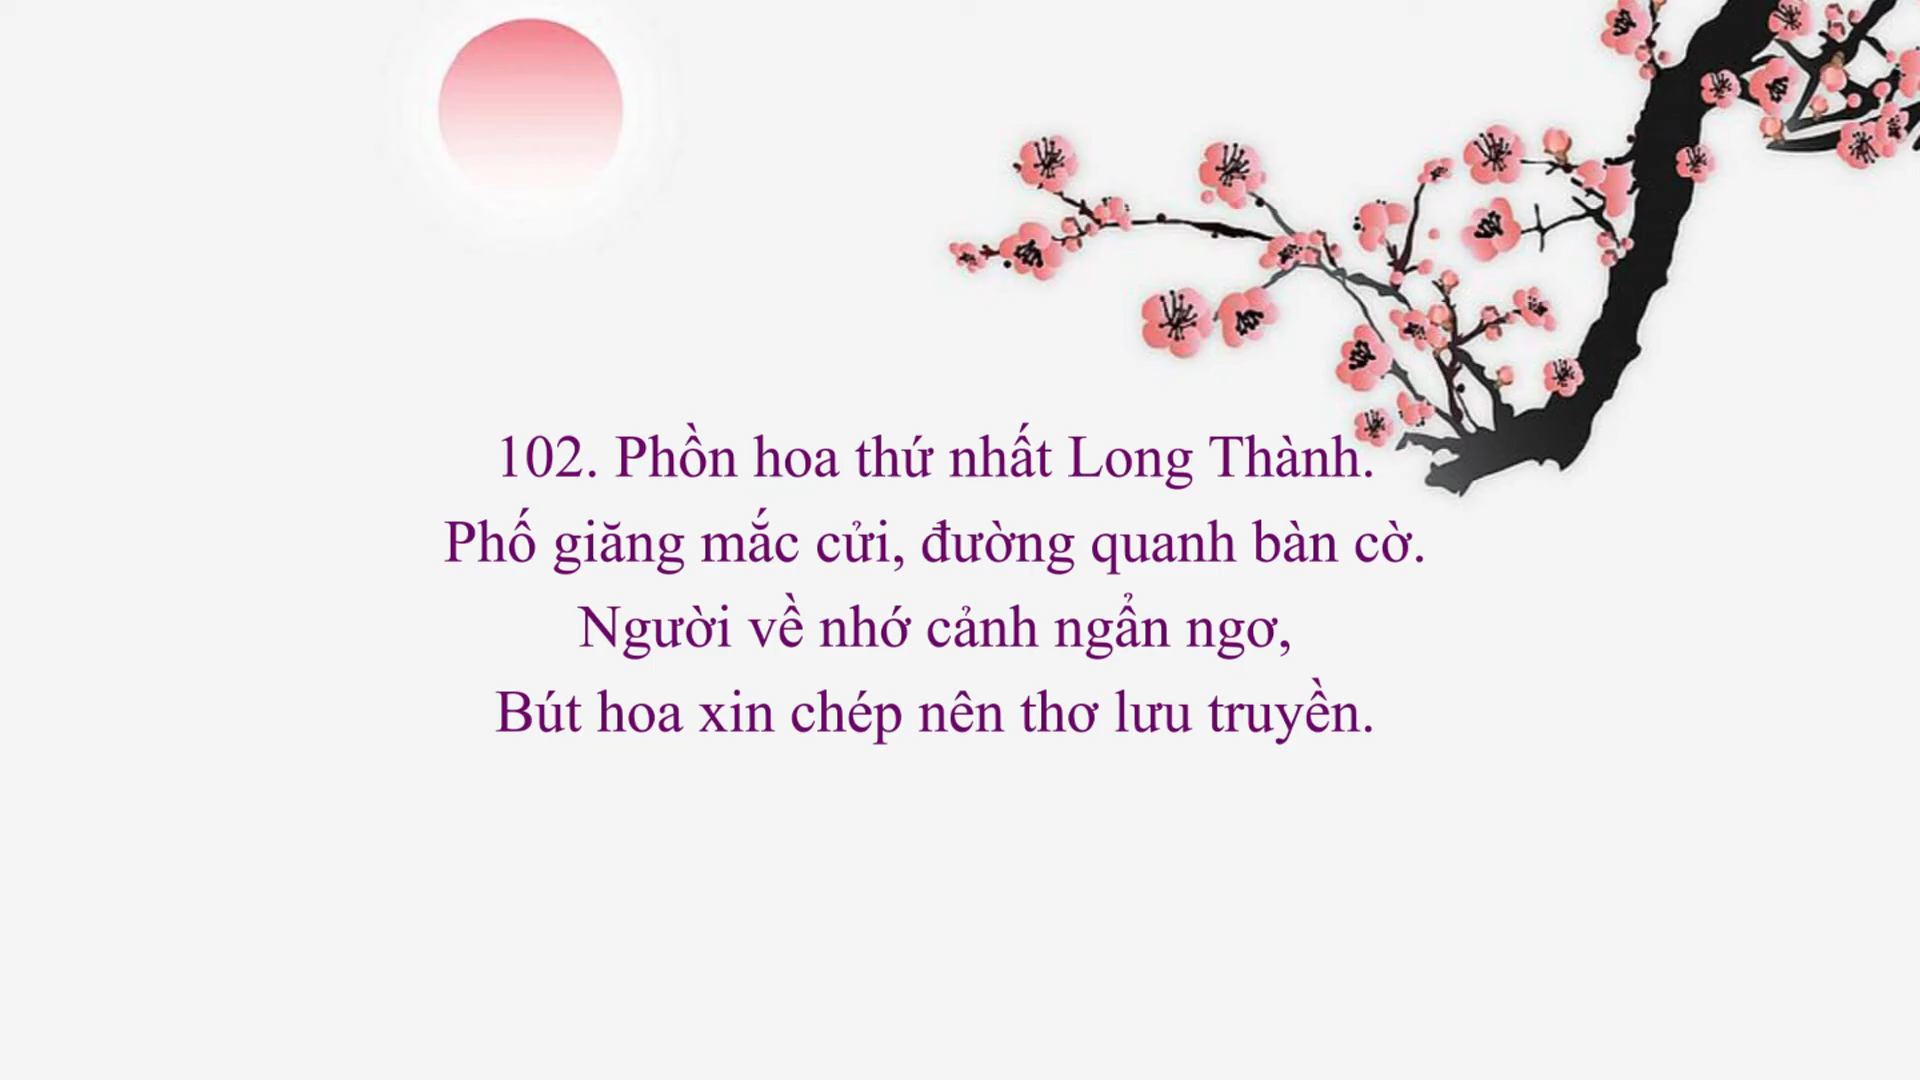 102. Phồn hoa thứ nhất Long Thành.
Phố giăng mắc cửi, đường quanh bàn cờ.
Người về nhớ cảnh ngẩn ngơ,
Bút hoa xin chép nên thơ lưu truyền.